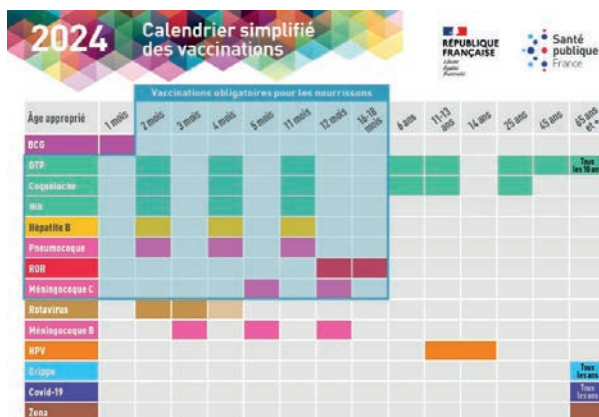 2024
Calendrier simplifié
des vaccinations
RÉPUBLIQUE
FRANÇAISE
Liberté
Égalité
Fraternité
Santé
publique
France
Vaccinations obligatoires pour les nourrissons
Âge approprié
1 mois
2 mois
3 mois
4 mois
5 mois
11 mois
12 mois
16-18
mois
6 ans
11-13
ans
14 ans
25 ans
45 ans
65 ans
et +
BCG
DTP
Tous
les 10 ans
Coqueluche
Hib
Hépatite B
Pneumocoque
ROR
Méningocoque C
Rotavirus
Méningocoque B
HPV
Grippe
Tous
les ans
Covid-19
Tous
les ans
Zona